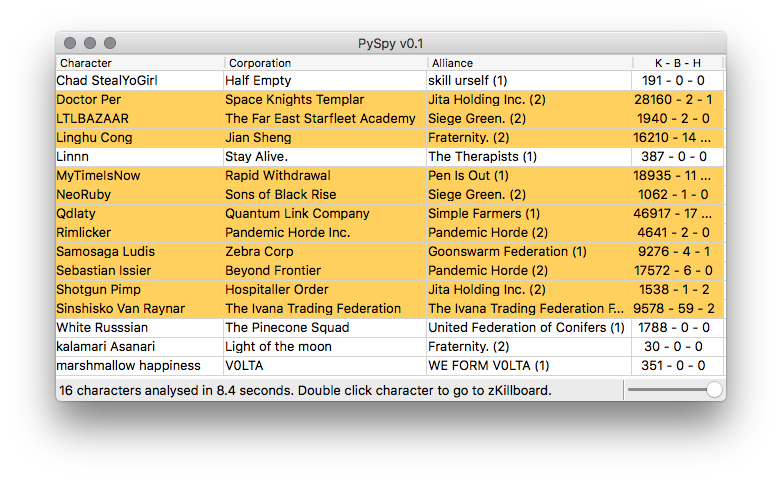 PySpy v0.1
Character Corporation Alliance K - B - H
Chad StealYoGirl Half Empty skill urself (1) 191 - 0 - 0
Doctor Per Space Knights Templar Jita Holding Inc. (2) 28160 - 2 - 1
LTLBAZAAR The Far East Starfleet Academy Siege Green. (2) 1940 - 2 - 0
Linghu Cong Jian Sheng Fraternity. (2) 16210 - 14 ...
Linnn Stay Alive. The Therapists (1) 387 - 0 - 0
MyTimeIsNow Rapid Withdrawal Pen Is Out (1) 18935 - 11 ...
NeoRuby Sons of Black Rise Siege Green. (2) 1062 - 1 - 0
Qdlaty Quantum Link Company Simple Farmers (1) 46917 - 17 ...
Rimlicker Pandemic Horde Inc. Pandemic Horde (2) 4641 - 2 - 0
Samosaga Ludis Zebra Corp Goonswarm Federation (1) 9276 - 4 - 1
Sebastian Issier Beyond Frontier Pandemic Horde (2) 17572 - 6 - 0
Shotgun Pimp Hospitaller Order Jita Holding Inc. (2) 1538 - 1 - 2
Sinshisko Van Raynar The Ivana Trading Federation The Ivana Trading Federation F... 9578 - 59 - 2
White Russsian The Pinecone Squad United Federation of Conifers (1) 1788 - 0 - 0
kalamari Asanari Light of the moon Fraternity. (2) 30 - 0 - 0
marshmallow happiness V0LTA WE FORM V0LTA (1) 351 - 0 - 0
16 characters analysed in 8.4 seconds. Double click character to go to zKillboard.